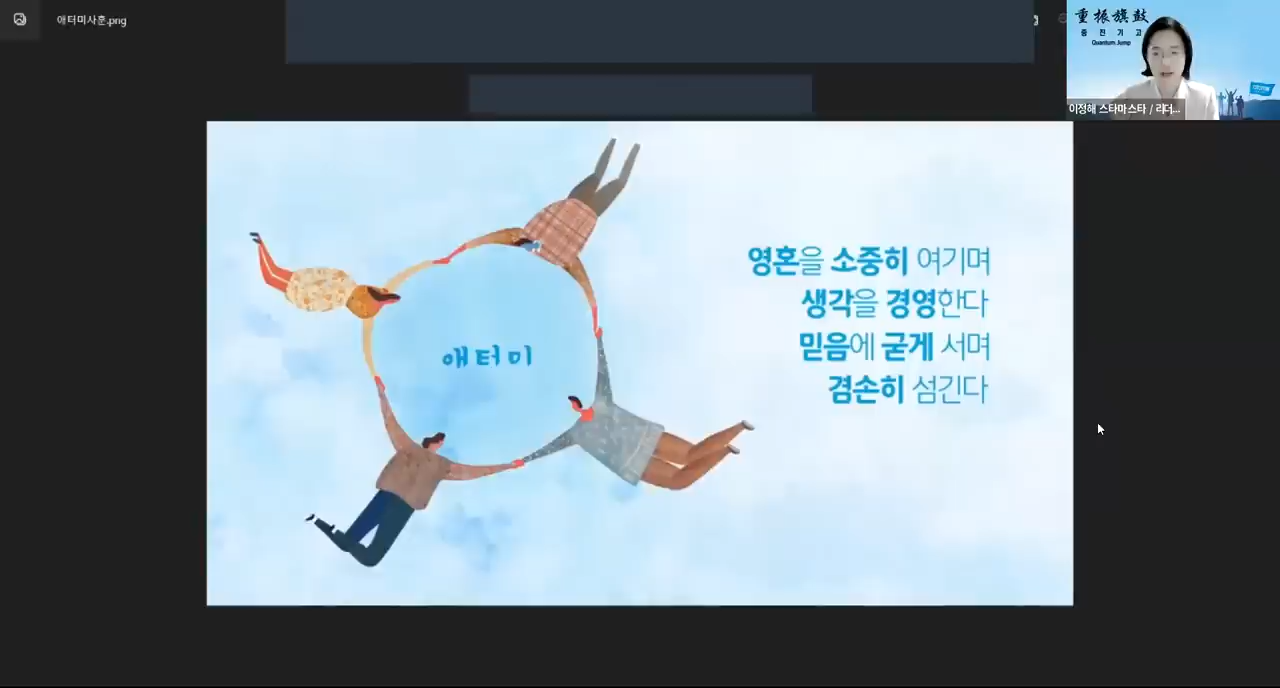 애터미사훈.png
重振旗鼓
중 진 기 고
Quantum Jump
이정해 스타마스타 / 리더...
영혼을 소중히 여기며
생각을 경영한다
믿음에 굳게 서며
겸손히 섬긴다
애터미